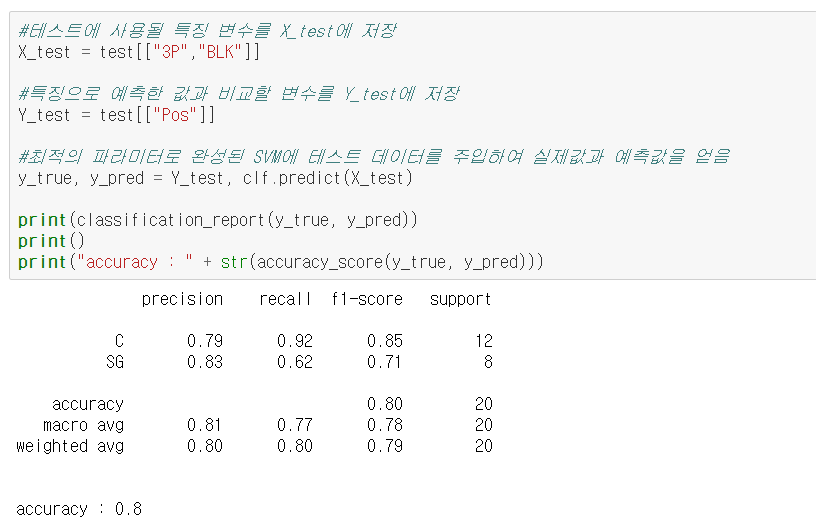 #테스트에 사용될 특징 변수를 X_test에 저장
X_test = test[["3P","BLK"]]
#특징으로 예측한 값과 비교할 변수를 Y_test에 저장
Y_test = test[["Pos"]]
#최적의 파라미터로 완성된 SVM에 테스트 데이터를 주입하여 실제값과 예측값을 얻음
y_true, y_pred = Y_test, clf.predict(X_test)
print(classification_report(y_true, y_pred))
print()
print("accuracy : " + str(accuracy_score(y_true, y_pred)))
precision recall f1-score support
C 0.79 0.92 0.85 12
SG 0.83 0.62 0.71 8
accuracy 0.80 20
macro avg 0.81 0.77 0.78 20
weighted avg 0.80 0.80 0.79 20
accuracy : 0.8